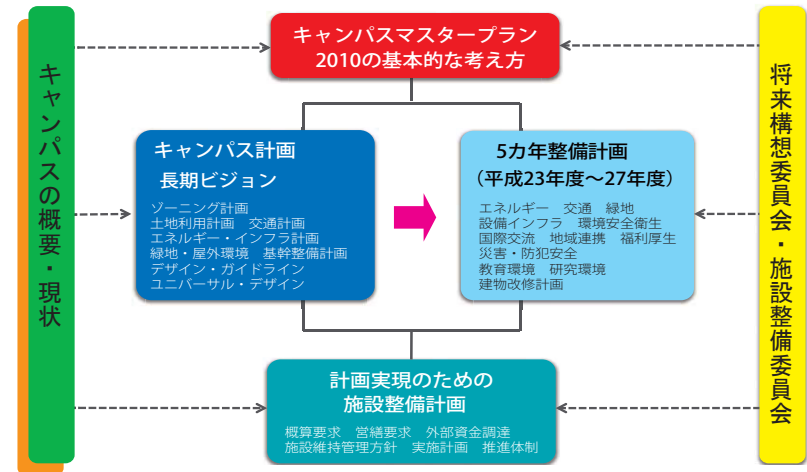 キャンパスの概要・現状
キャンパスマスタープラン
2010の基本的な考え方
キャンパス計画
長期ビジョン
ゾーニング計画
土地利用計画　交通計画
エネルギー・インフラ計画
緑地・屋外環境　基幹整備計画
デザイン・ガイドライン
ユニバーサル・デザイン
5カ年整備計画
（平成23年度～27年度）
エネルギー　交通　緑地
設備インフラ　環境安全衛生
国際交流　地域連携　福利厚生
災害・防犯安全
教育環境　研究環境
建物改修計画
計画実現のための
施設整備計画
概算要求　営繕要求　外部資金調達
施設維持管理方針　実施計画　推進体制
将来構想委員会・施設整備委員会